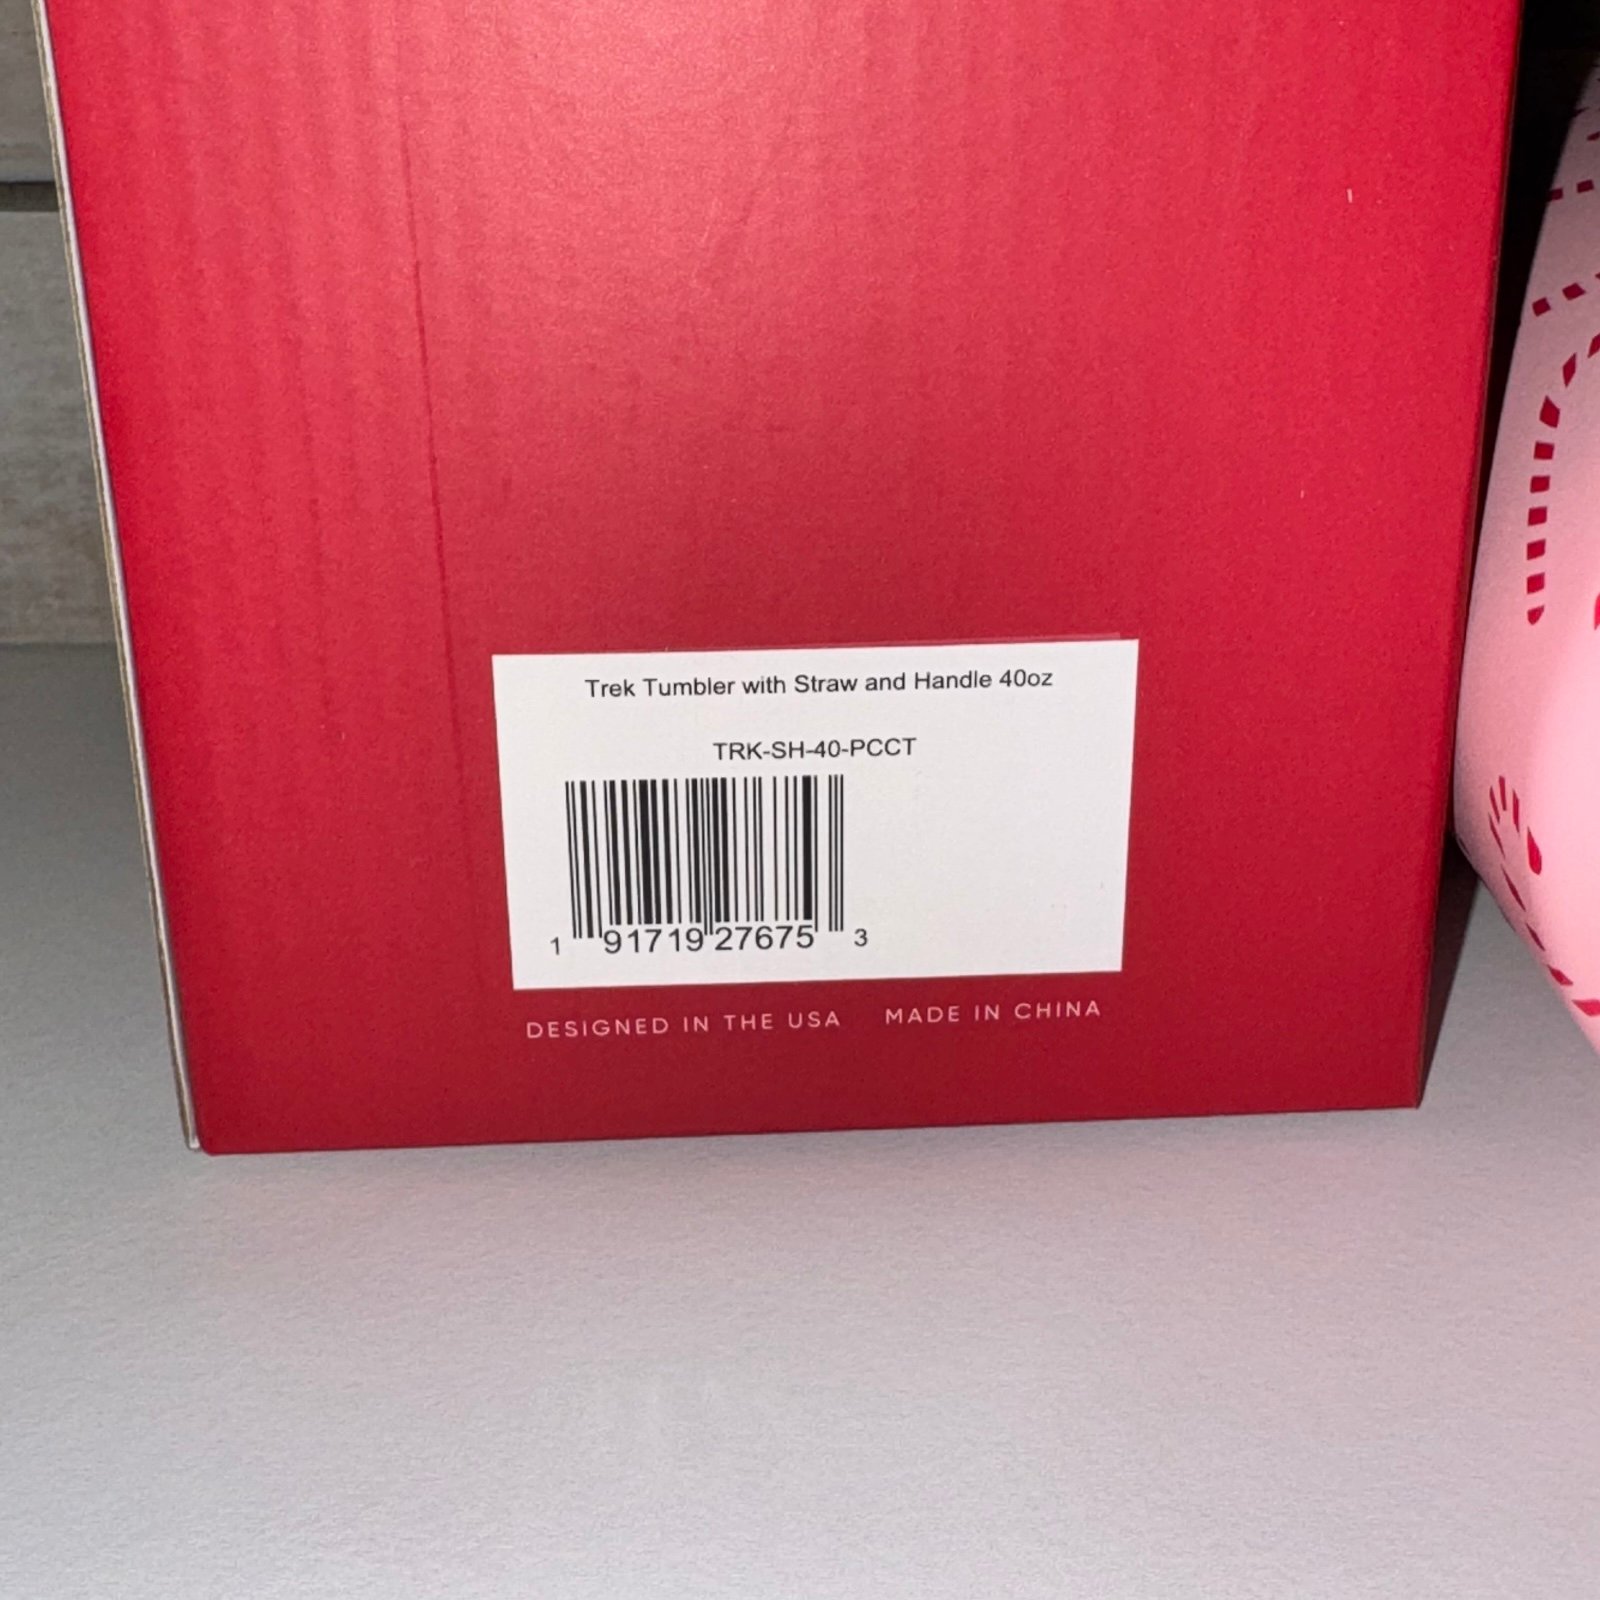 Trek Tumbler with Straw and Handle 40oz
TRK-SH-40-PCCT
1 91719 27675 3
DESIGNED IN THE USA MADE IN CHINA